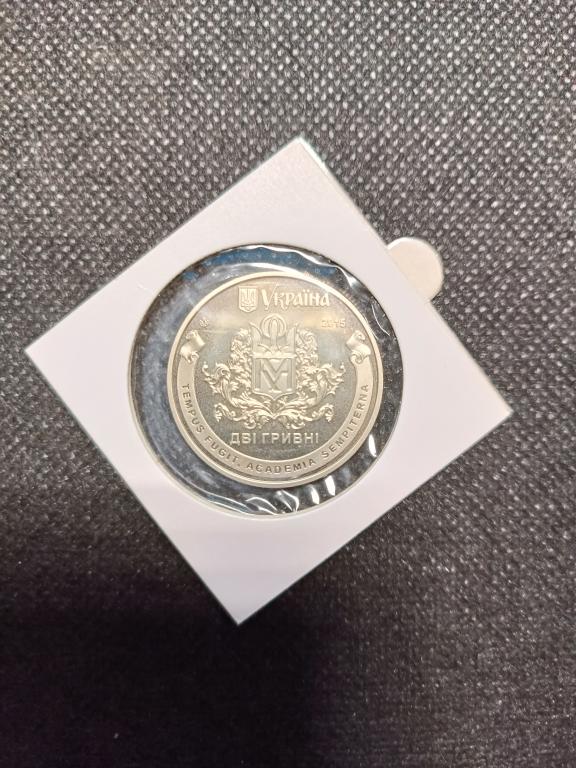 Україна
2015
ДВІ ГРИВНІ
TEMPUS FUGIT, ACADEMIA SEMPITERNA